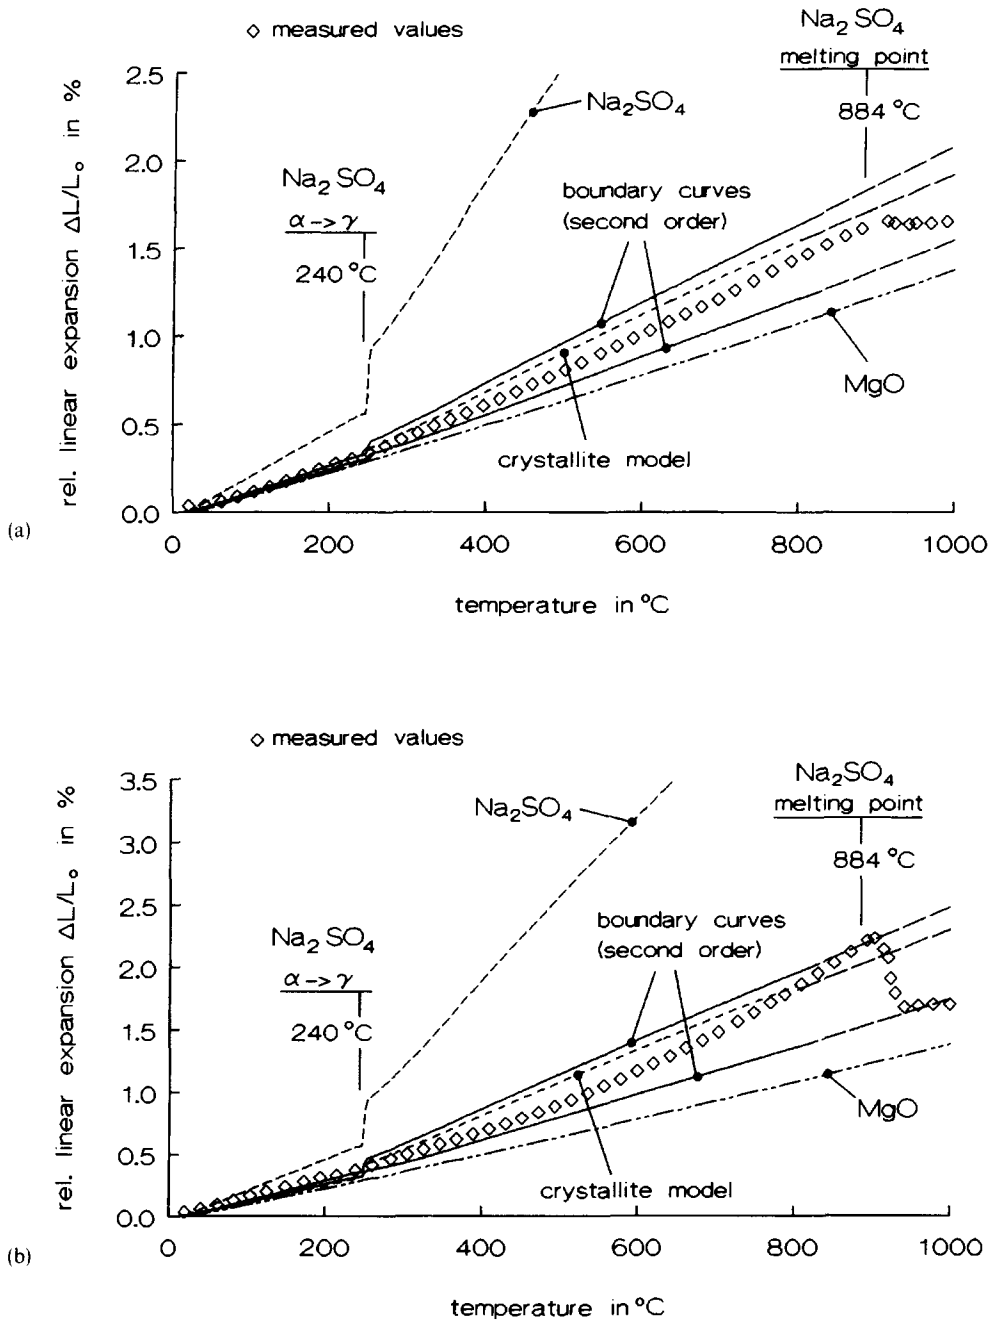 ◇ measured values
Na₂SO₄
melting point
884 °C
2.5
2.0
1.5
1.0
0.5
0.0
rel. linear expansion ΔL/L₀ in %
Na₂SO₄
Na₂SO₄
α -> γ
240 °C
boundary curves
(second order)
MgO
crystallite model
(a)
0 200 400 600 800 1000
temperature in °C
◇ measured values
Na₂SO₄
melting point
884 °C
3.5
3.0
2.5
2.0
1.5
1.0
0.5
0.0
rel. linear expansion ΔL/L₀ in %
Na₂SO₄
Na₂SO₄
α -> γ
240 °C
boundary curves
(second order)
MgO
crystallite model
(b)
0 200 400 600 800 1000
temperature in °C